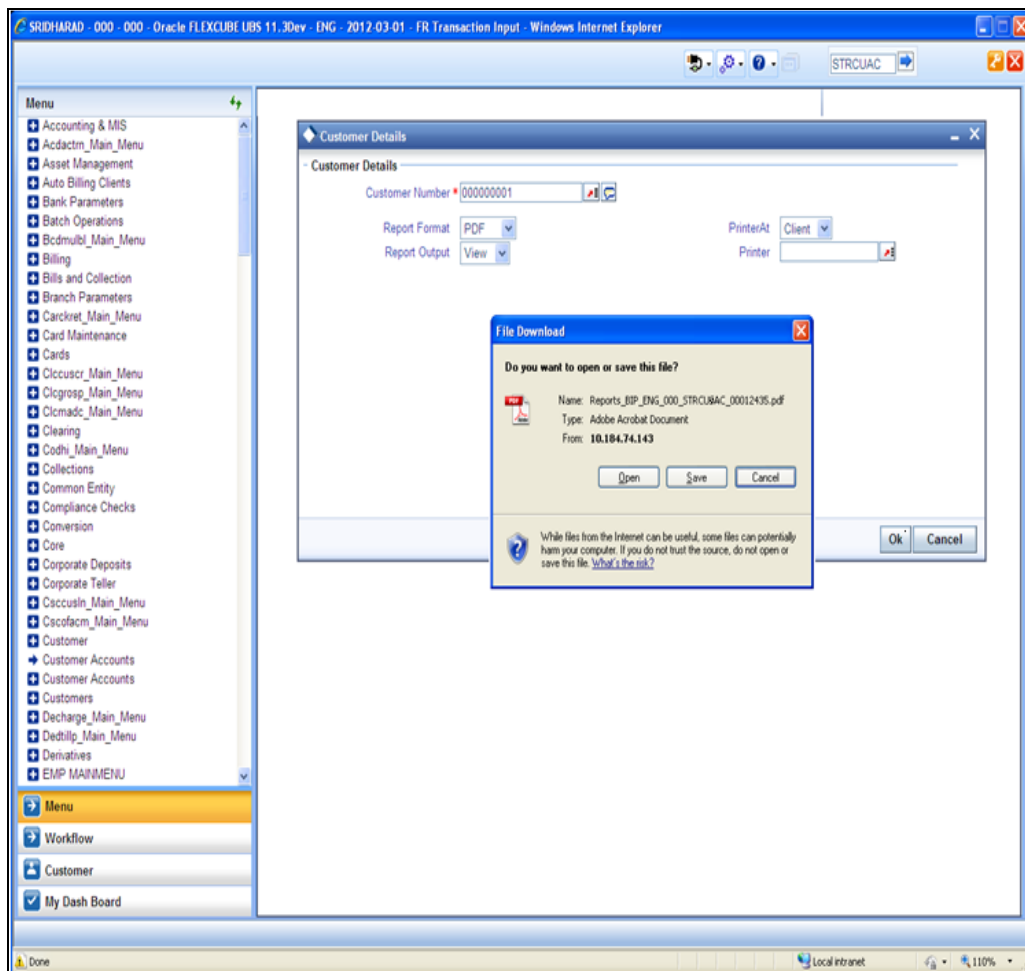 SRIDHARAD - 000 - 000 - Oracle FLEXCUBE UBS 11.3Dev - ENG - 2012-03-01 - FR Transaction Input - Windows Internet Explorer
STRCUAC
Menu
Accounting & MIS
Acdactrn_Main_Menu
Asset Management
Auto Billing Clients
Bank Parameters
Batch Operations
Bcdmulbl_Main_Menu
Billing
Bills and Collection
Branch Parameters
Carckret_Main_Menu
Card Maintenance
Cards
Clccuscr_Main_Menu
Clcgrosp_Main_Menu
Clcmadc_Main_Menu
Clearing
Codhi_Main_Menu
Collections
Common Entity
Compliance Checks
Conversion
Core
Corporate Deposits
Corporate Teller
Csccusln_Main_Menu
Cscofacm_Main_Menu
Customer
Customer Accounts
Customer Accounts
Customers
Decharge_Main_Menu
Dedtillp_Main_Menu
Derivatives
EMP MAINMENU
Menu
Workflow
Customer
My Dash Board
Customer Details
Customer Details
Customer Number * 000000001
Report Format PDF PrinterAt Client
Report Output View Printer
File Download
Do you want to open or save this file?
Name: Reports_BIP_ENG_000_STRCU8AC_00012435.pdf
Type: Adobe Acrobat Document
From: 10.184.74.143
Open Save Cancel
While files from the Internet can be useful, some files can potentially
harm your computer. If you do not trust the source, do not open or
save this file. What's the risk?
Ok Cancel
Done Local intranet 110%